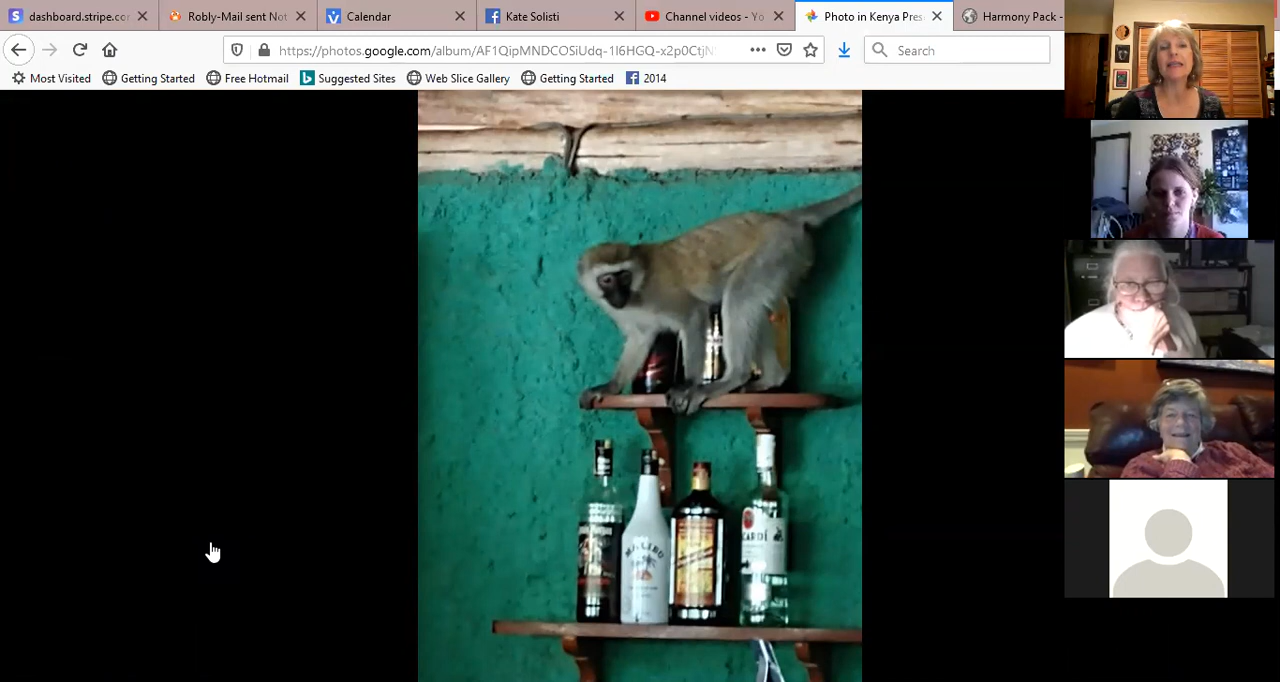 dashboard.stripe.cor
Robly-Mail sent Not
Calendar
Kate Solisti
Channel videos - Yo
Photo in Kenya Pres
Harmony Pack -
https://photos.google.com/album/AF1QipMNDCOSiUdq-1I6HGQ-x2p0CtjN
Search
Most Visited
Getting Started
Free Hotmail
Suggested Sites
Web Slice Gallery
Getting Started
2014
MALIBU